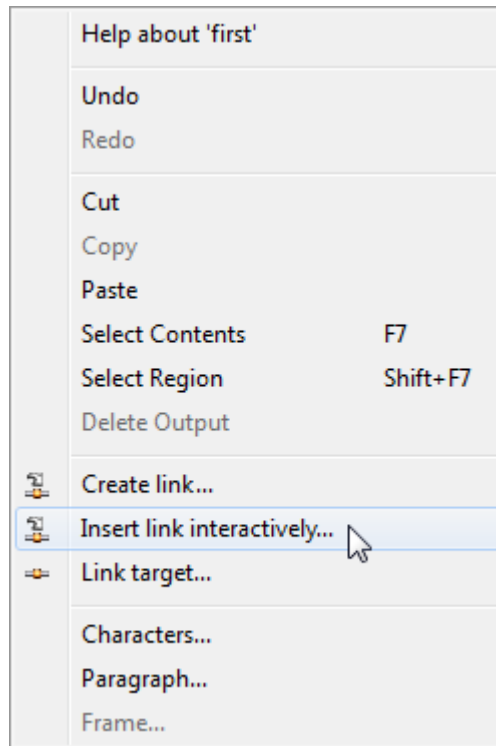 Help about 'first'
Undo
Redo
Cut
Copy
Paste
Select Contents F7
Select Region Shift+F7
Delete Output
Create link...
Insert link interactively...
Link target...
Characters...
Paragraph...
Frame...